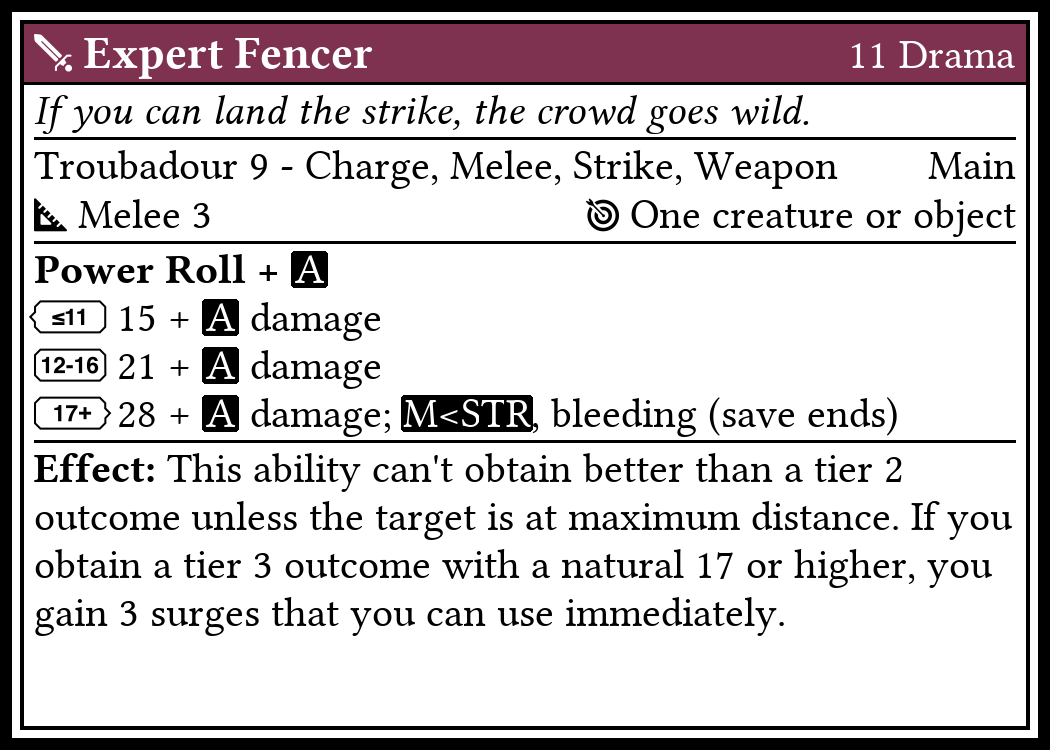 Expert Fencer 11 Drama
If you can land the strike, the crowd goes wild.
Troubadour 9 - Charge, Melee, Strike, Weapon Main
Melee 3 One creature or object
Power Roll + A
≤11 15 + A damage
12-16 21 + A damage
17+ 28 + A damage; M<STR, bleeding (save ends)
Effect: This ability can't obtain better than a tier 2
outcome unless the target is at maximum distance. If you
obtain a tier 3 outcome with a natural 17 or higher, you
gain 3 surges that you can use immediately.